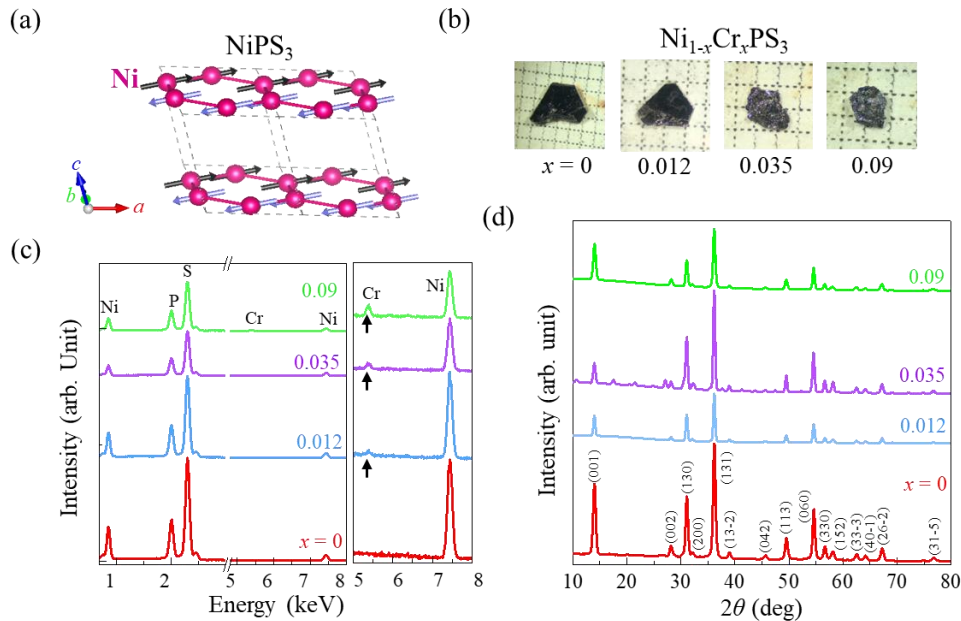 (a)
NiPS3
Ni
c
b
a
(b)
Ni1-xCrxPS3
x = 0
0.012
0.035
0.09
(c)
Intensity (arb. Unit)
Ni
P
S
Cr
Ni
0.09
0.035
0.012
x = 0
1
2
5
6
7
8
Cr
Ni
5
6
7
8
Energy (keV)
(d)
Intensity (arb. unit)
0.09
0.035
0.012
x = 0
(001)
(002)
(130)
(200)
(131)
(13-2)
(042)
(113)
(060)
(330)
(152)
(33-3)
(40-1)
(26-2)
(31-5)
10
20
30
40
50
60
70
80
2θ (deg)